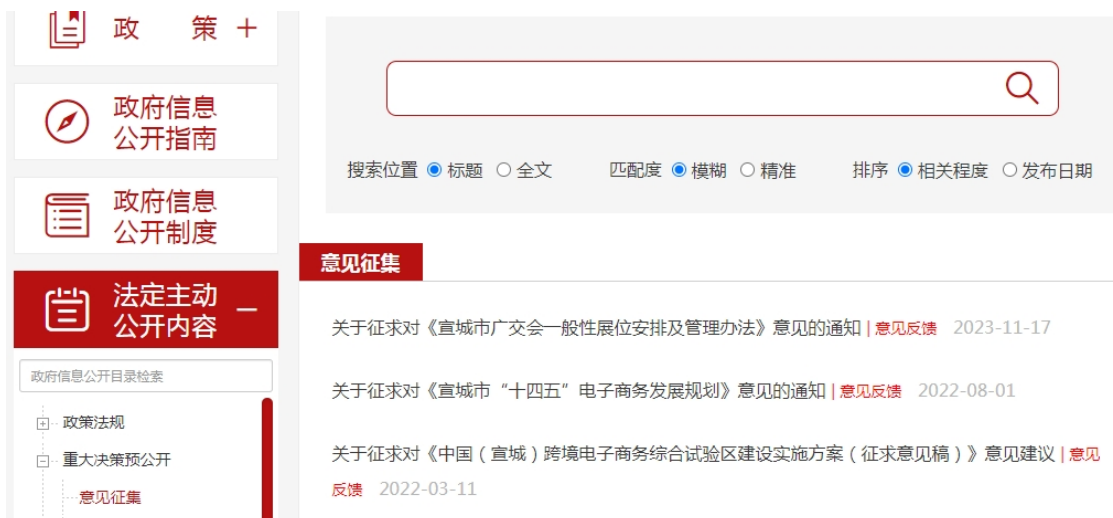 政 策 +
政府信息
公开指南
政府信息
公开制度
法定主动
公开内容
政府信息公开目录检索
政策法规
重大决策预公开
意见征集
搜索位置 标题 全文 匹配度 模糊 精准 排序 相关程度 发布日期
意见征集
关于征求对《宣城市广交会一般性展位安排及管理办法》意见的通知 | 意见反馈 2023-11-17
关于征求对《宣城市“十四五”电子商务发展规划》意见的通知 | 意见反馈 2022-08-01
关于征求对《中国（宣城）跨境电子商务综合试验区建设实施方案（征求意见稿）》意见建议 | 意见
反馈 2022-03-11